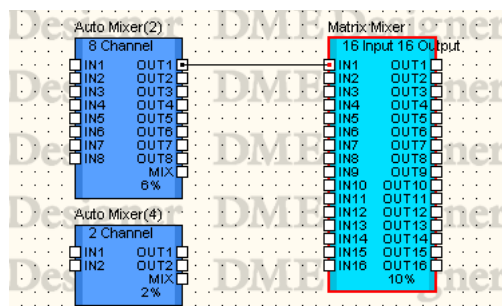 Auto Mixer(2)
8 Channel
IN1 OUT1
IN2 OUT2
IN3 OUT3
IN4 OUT4
IN5 OUT5
IN6 OUT6
IN7 OUT7
IN8 OUT8
MIX
6%
Auto Mixer(4)
2 Channel
IN1 OUT1
IN2 OUT2
MIX
2%
Matrix Mixer
16 Input 16 Output
IN1 OUT1
IN2 OUT2
IN3 OUT3
IN4 OUT4
IN5 OUT5
IN6 OUT6
IN7 OUT7
IN8 OUT8
IN9 OUT9
IN10 OUT10
IN11 OUT11
IN12 OUT12
IN13 OUT13
IN14 OUT14
IN15 OUT15
IN16 OUT16
10%
DME Designer